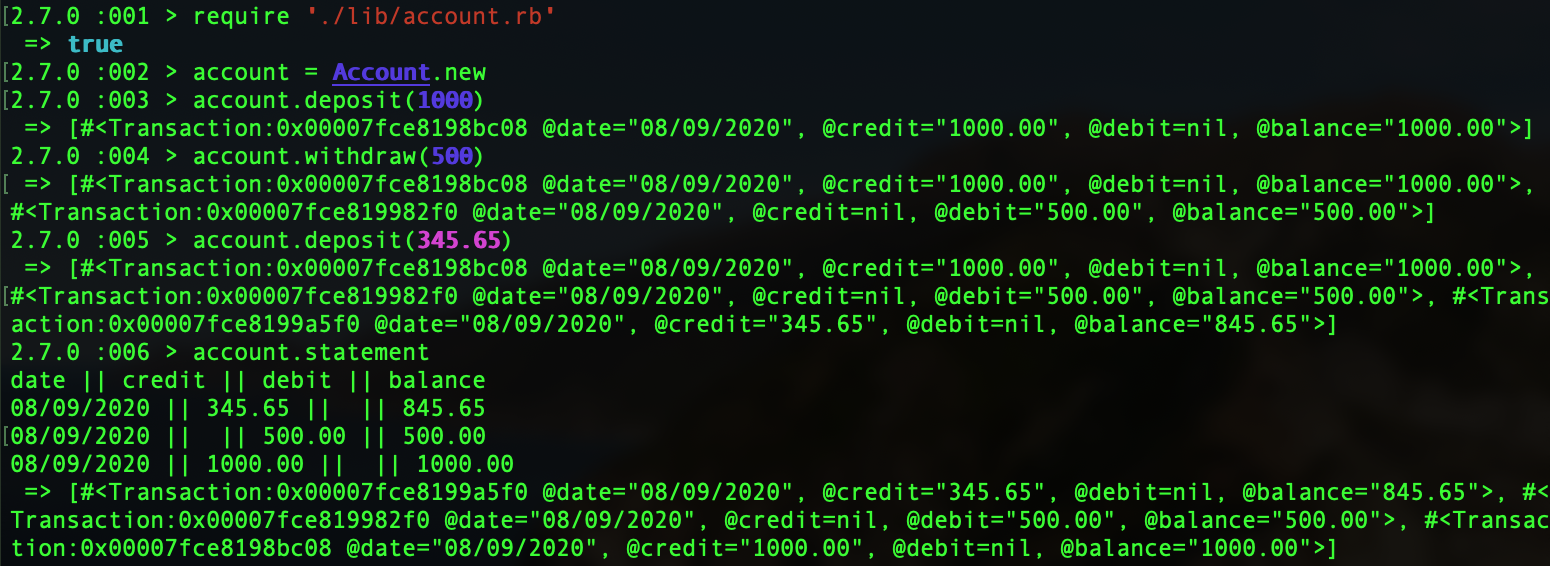 [2.7.0 :001 > require './lib/account.rb'
 => true
[2.7.0 :002 > account = Account.new
[2.7.0 :003 > account.deposit(1000)
 => [#<Transaction:0x00007fce8198bc08 @date="08/09/2020", @credit="1000.00", @debit=nil, @balance="1000.00">]
2.7.0 :004 > account.withdraw(500)
[ => [#<Transaction:0x00007fce8198bc08 @date="08/09/2020", @credit="1000.00", @debit=nil, @balance="1000.00">,
#<Transaction:0x00007fce819982f0 @date="08/09/2020", @credit=nil, @debit="500.00", @balance="500.00">]
2.7.0 :005 > account.deposit(345.65)
 => [#<Transaction:0x00007fce8198bc08 @date="08/09/2020", @credit="1000.00", @debit=nil, @balance="1000.00">,
[#<Transaction:0x00007fce819982f0 @date="08/09/2020", @credit=nil, @debit="500.00", @balance="500.00">, #<Trans
action:0x00007fce8199a5f0 @date="08/09/2020", @credit="345.65", @debit=nil, @balance="845.65">]
2.7.0 :006 > account.statement
date || credit || debit || balance
08/09/2020 || 345.65 ||  || 845.65
[08/09/2020 ||  || 500.00 || 500.00
08/09/2020 || 1000.00 ||  || 1000.00
 => [#<Transaction:0x00007fce8199a5f0 @date="08/09/2020", @credit="345.65", @debit=nil, @balance="845.65">, #<
Transaction:0x00007fce819982f0 @date="08/09/2020", @credit=nil, @debit="500.00", @balance="500.00">, #<Transac
tion:0x00007fce8198bc08 @date="08/09/2020", @credit="1000.00", @debit=nil, @balance="1000.00">]